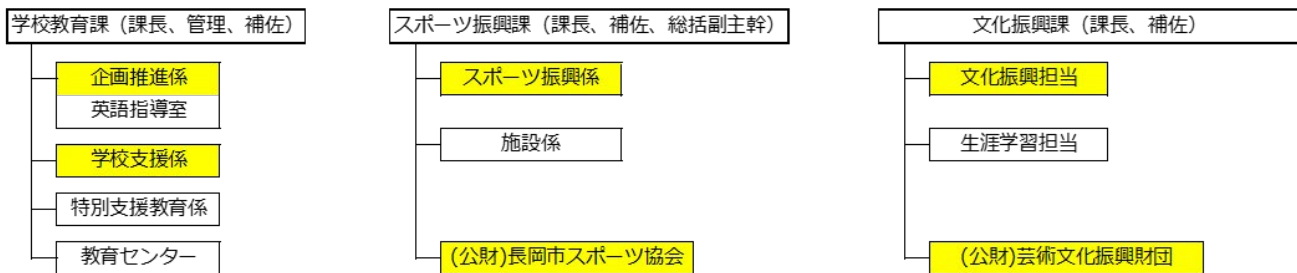 学校教育課（課長、管理、補佐）
企画推進係
英語指導室
学校支援係
特別支援教育係
教育センター
スポーツ振興課（課長、補佐、総括副主幹）
スポーツ振興係
施設係
(公財)長岡市スポーツ協会
文化振興課（課長、補佐）
文化振興担当
生涯学習担当
(公財)芸術文化振興財団